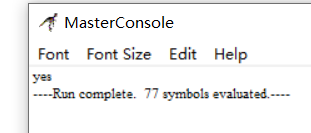 MasterConsole
Font Font Size Edit Help
yes
----Run complete. 77 symbols evaluated.----